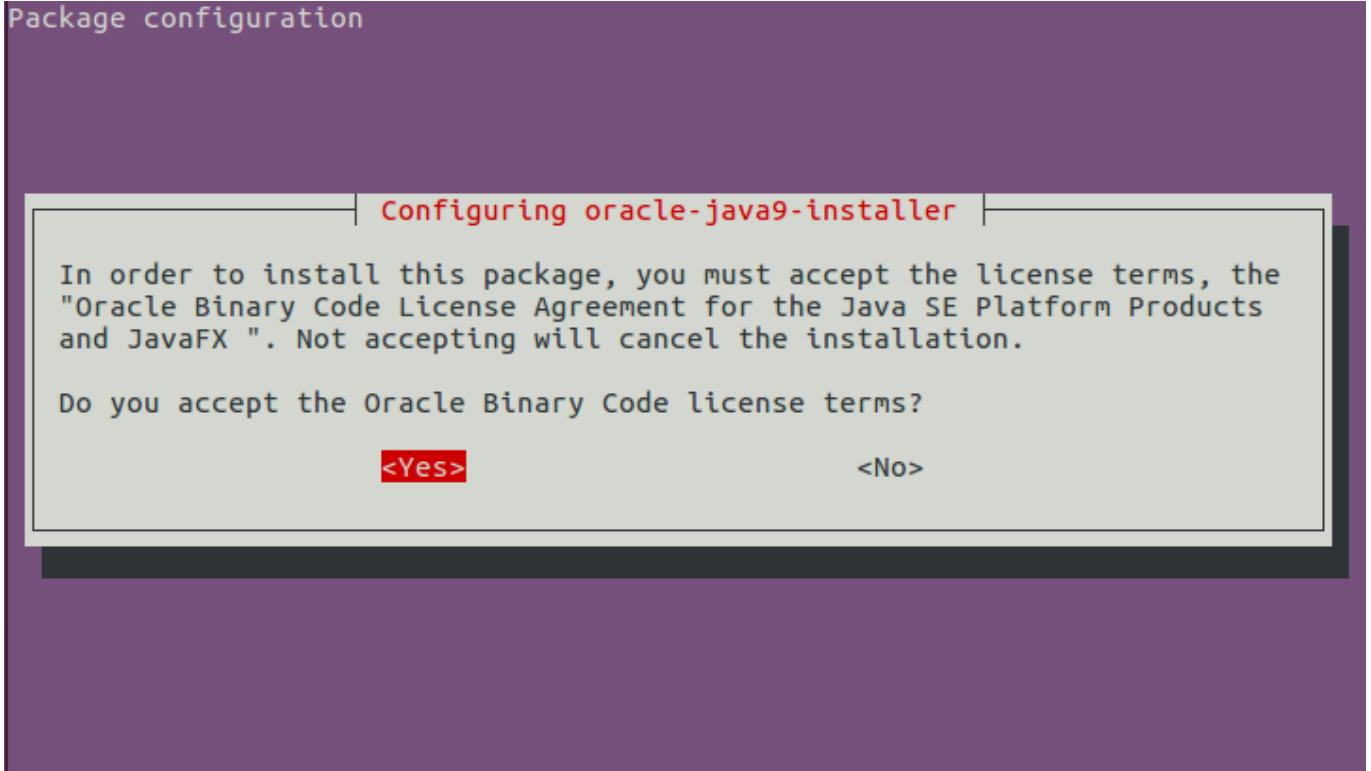 Package configuration
Configuring oracle-java9-installer
In order to install this package, you must accept the license terms, the
"Oracle Binary Code License Agreement for the Java SE Platform Products
and JavaFX ". Not accepting will cancel the installation.
Do you accept the Oracle Binary Code license terms?
<Yes> <No>